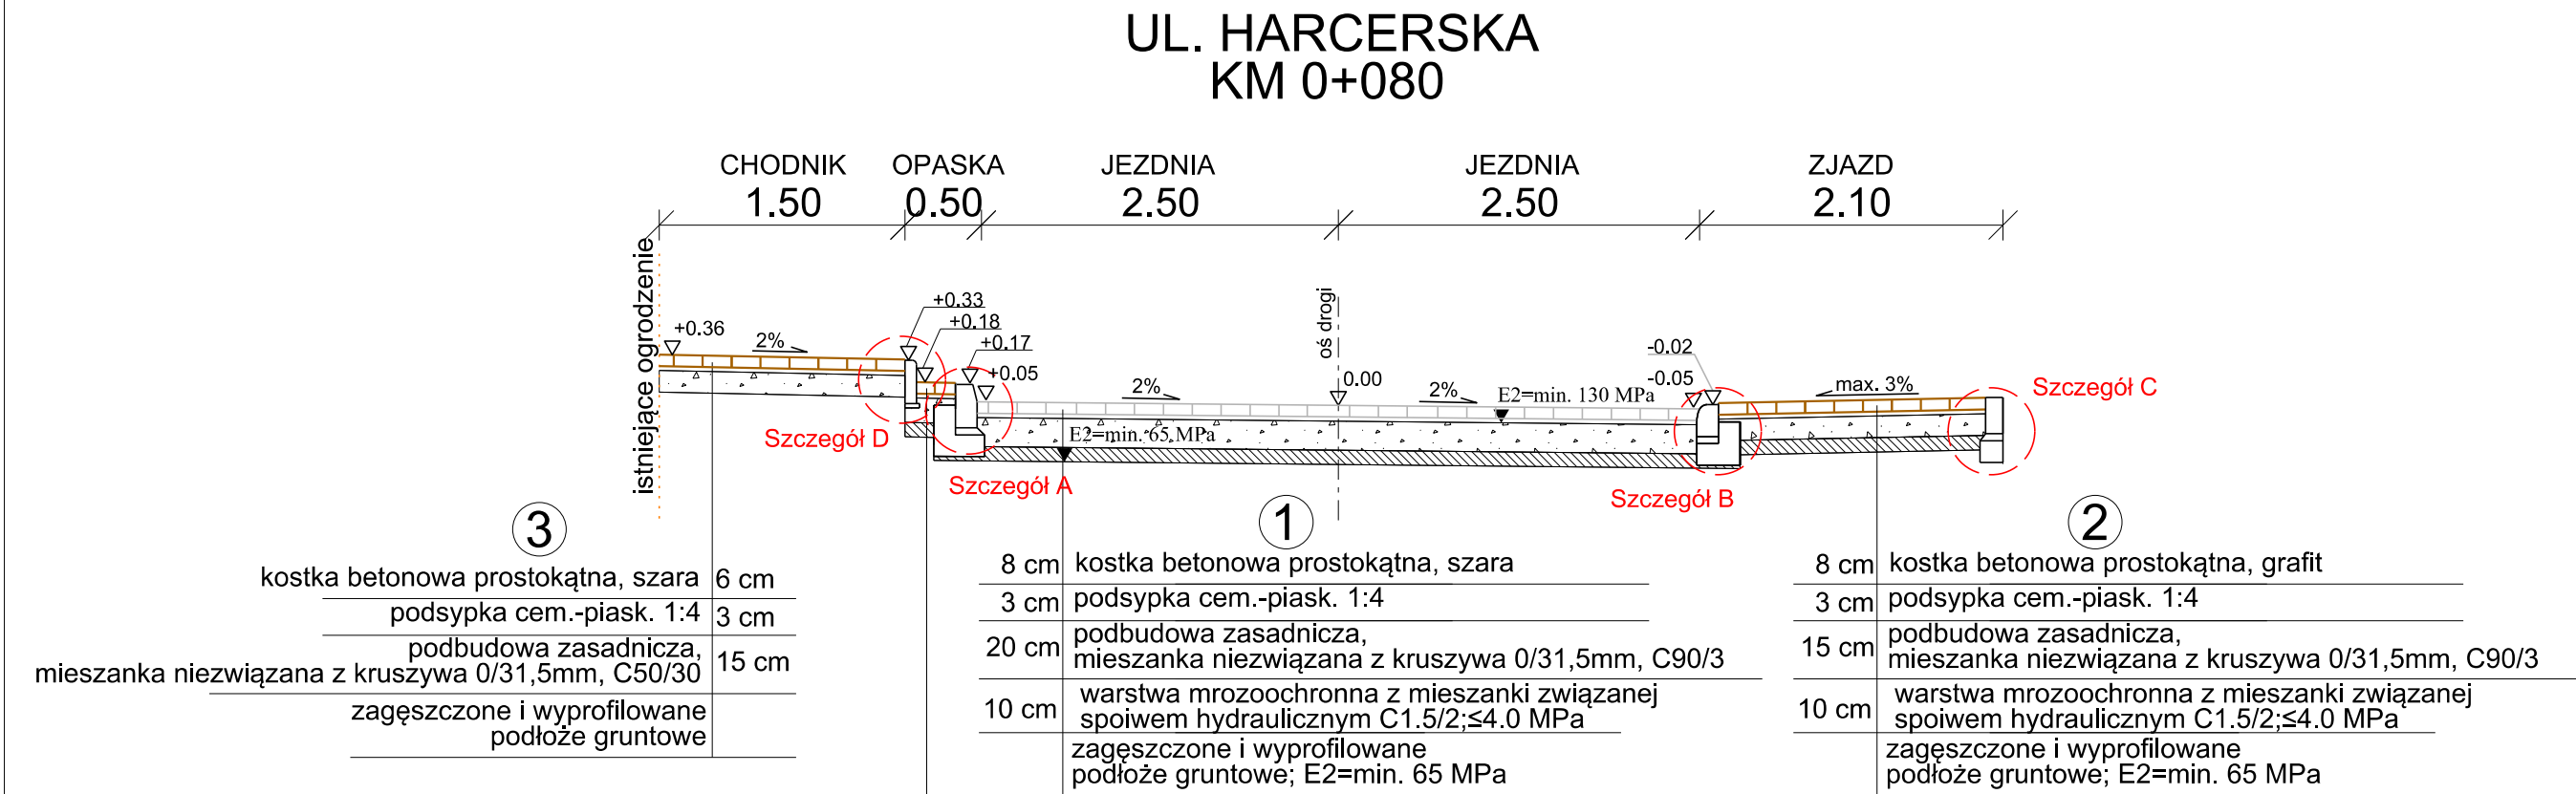 UL. HARCERSKA
KM 0+080
CHODNIK OPASKA JEZDNIA JEZDNIA ZJAZD
1.50 0.50 2.50 2.50 2.10
istniejące ogrodzenie
+0.36
2%
+0.33
+0.18
+0.17
+0.05
2%
oś drogi
0.00
2%
E2=min. 130 MPa
-0.02
-0.05
max. 3%
Szczegół C
Szczegół D
E2=min. 65 MPa
Szczegół A
Szczegół B
3
kostka betonowa prostokątna, szara 6 cm
podsypka cem.-piask. 1:4 3 cm
podbudowa zasadnicza,
mieszanka niezwiązana z kruszywa 0/31,5mm, C50/30 15 cm
zagęszczone i wyprofilowane
podłoże gruntowe
1
8 cm kostka betonowa prostokątna, szara
3 cm podsypka cem.-piask. 1:4
20 cm podbudowa zasadnicza,
mieszanka niezwiązana z kruszywa 0/31,5mm, C90/3
10 cm warstwa mrozoochronna z mieszanki związanej
spoiwem hydraulicznym C1.5/2;≤4.0 MPa
zagęszczone i wyprofilowane
podłoże gruntowe; E2=min. 65 MPa
2
8 cm kostka betonowa prostokątna, grafit
3 cm podsypka cem.-piask. 1:4
15 cm podbudowa zasadnicza,
mieszanka niezwiązana z kruszywa 0/31,5mm, C90/3
10 cm warstwa mrozoochronna z mieszanki związanej
spoiwem hydraulicznym C1.5/2;≤4.0 MPa
zagęszczone i wyprofilowane
podłoże gruntowe; E2=min. 65 MPa